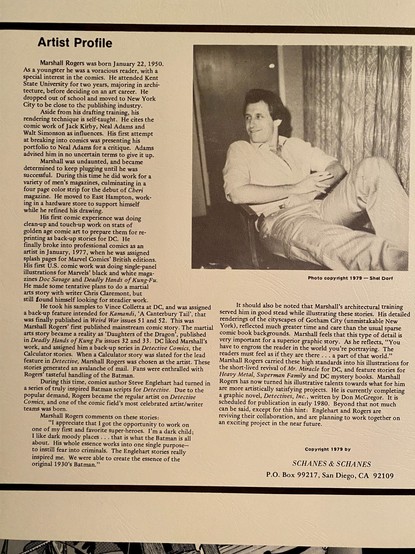 Artist Profile
Marshall Rogers was born January 22, 1950.
As a youngster he was a voracious reader, with a
special interest in the comics. He attended Kent
State University for two years, majoring in archi-
tecture, before deciding on an art career. He
dropped out of school and moved to New York
City to be close to the publishing industry.
Aside from his drafting training, his
rendering technique is self-taught. He cites the
comic work of Jack Kirby, Neal Adams and
Walt Simonson as influences. His first attempt
at breaking into comics was presenting his
portfolio to Neal Adams for a critique. Adams
advised him in no uncertain terms to give it up.
Marshall was undaunted, and became
determined to keep plugging until he was
successful. During this time he did work for a
variety of men's magazines, culminating in a
four page color strip for the debut of Cheri
magazine. He moved to East Hampton, work-
ing in a hardware store to support himself
while he refined his drawing.
His first comic experience was doing
clean-up and touch-up work on stats of
golden age comic art to prepare them for re-
printing as back-up stories for DC. He
finally broke into professional comics as an
artist in January, 1977, when he was assigned
splash pages for Marvel Comics' British editions.
His first U.S. comic work was doing single-panel
illustrations for Marvels' black and white mags-
zines Doc Savage and Deadly Hands of Kung-Fu.
He made some tentative plans to do a martial
arts story with writer Chris Claremont, but
still found himself looking for steadier work.
He took his samples to Vince Colletta at DC, and was assigned
a back-up feature intended for Kamandi, 'A Canterbury Tail', that
was finally published in Weird War issues 51 and 52. This was
Marshall Rogers' first published mainstream comic story. The martial
arts story became a reality as 'Daughters of the Dragon', published
in Deadly Hands of Kung Fu issues 32 and 33. DC liked Marshall's
work, and assigned him a back-up series in Detective Comics, the
Calculator stories. When a Calculator story was slated for the lead
feature in Detective, Marshall Rogers was chosen as the artist. These
stories generated an avalanche of mail. Fans were enthralled with
Rogers' tasteful handling of the Batman.
During this time, comics author Steve Englehart had turned in
a series of truly inspired Batman scripts for Detective. Due to the
popular demand, Rogers became the regular artist on Detective
Comics, and one of the comic field's most celebrated artist/writer
teams was born.
Marshall Rogers comments on these stories:
"I appreciate that I got the opportunity to work on
one of my first and favorite super-heroes. I'm a dark child;
I like dark moody places . . . that is what the Batman is all
about. His whole essence works into one single purpose—
to instill fear into criminals. The Englehart stories really
inspired me. We were able to create the essence of the
original 1930's Batman."
Photo copyright 1979 — Shel Dorf
It should also be noted that Marshall's architectural training
served him in good stead while illustrating these stories. His detailed
renderings of the cityscapes of Gotham City (unmistakable New
York), reflected much greater time and care than the usual sparse
comic book backgrounds. Marshall feels that this type of detail is
very important for a superior graphic story. As he reflects, "You
have to engross the reader in the world you're portraying. The
readers must feel as if they are there . . . a part of that world."
Marshall Rogers carried these high standards into his illustrations for
the short-lived revival of Mr. Miracle for DC, and feature stories for
Heavy Metal, Superman Family and DC mystery books. Marshall
Rogers has now turned his illustrative talents towards what for him
are more artistically satisfying projects. He is currently completing
a graphic novel, Detectives, Inc., written by Don McGregor. It is
scheduled for publication in early 1980. Beyond that not much
can be said, except for this hint: Englehart and Rogers are
reviving their collaboration, and are planning to work together on
an exciting project in the near future.
Copyright 1979 by
SCHANES & SCHANES
P.O. Box 99217, San Diego, CA 92109